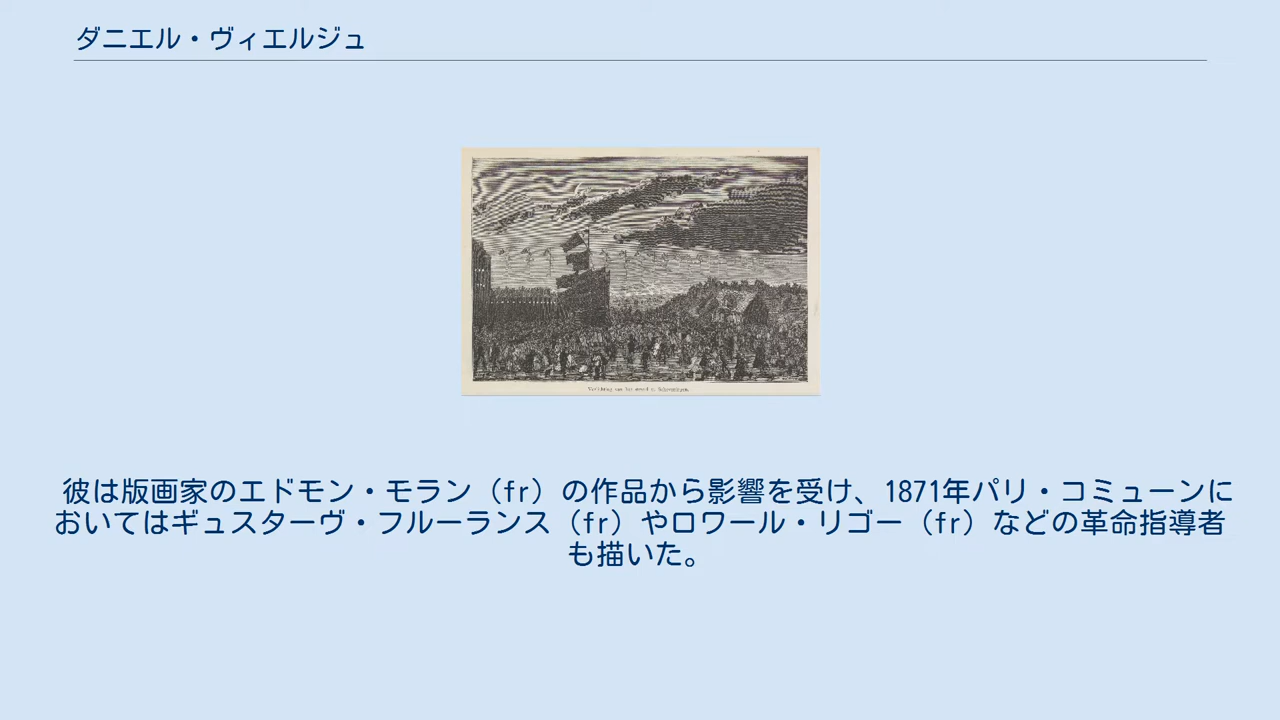 ダニエル・ヴィエルジュ
彼は版画家のエドモン・モラン（fr）の作品から影響を受け、1871年パリ・コミューンに
おいてはギュスターヴ・フルーランス（fr）やロワール・リゴー（fr）などの革命指導者
も描いた。